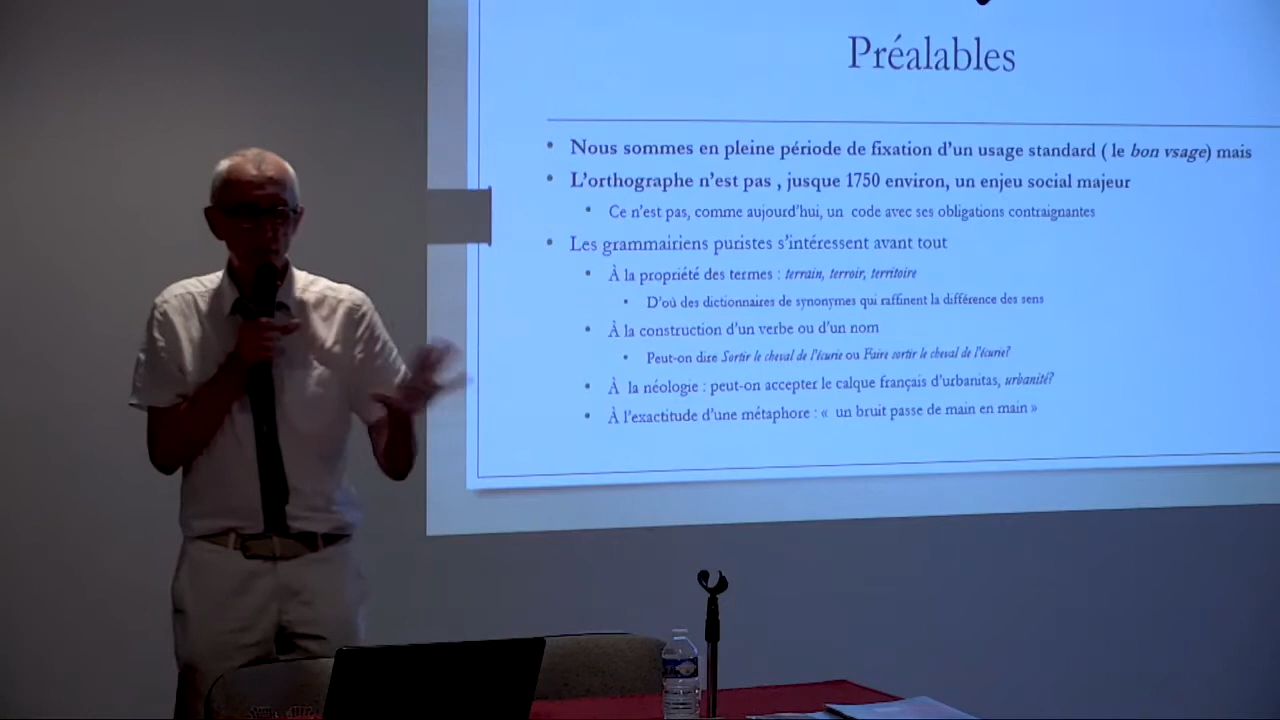 Préalables
• Nous sommes en pleine période de fixation d'un usage standard ( le bon vsage) mais
• L'orthographe n'est pas , jusque 1750 environ, un enjeu social majeur
• Ce n'est pas, comme aujourd'hui, un code avec ses obligations contraignantes
• Les grammairiens puristes s'intéressent avant tout
• À la propriété des termes : terrain, terroir, territoire
• D'où des dictionnaires de synonymes qui raffinent la différence des sens
• À la construction d'un verbe ou d'un nom
• Peut-on dire Sortir le cheval de l'écurie ou Faire sortir le cheval de l'écurie?
• À la néologie : peut-on accepter le calque français d'urbanitas, urbanité?
• À l'exactitude d'une métaphore : « un bruit passe de main en main »